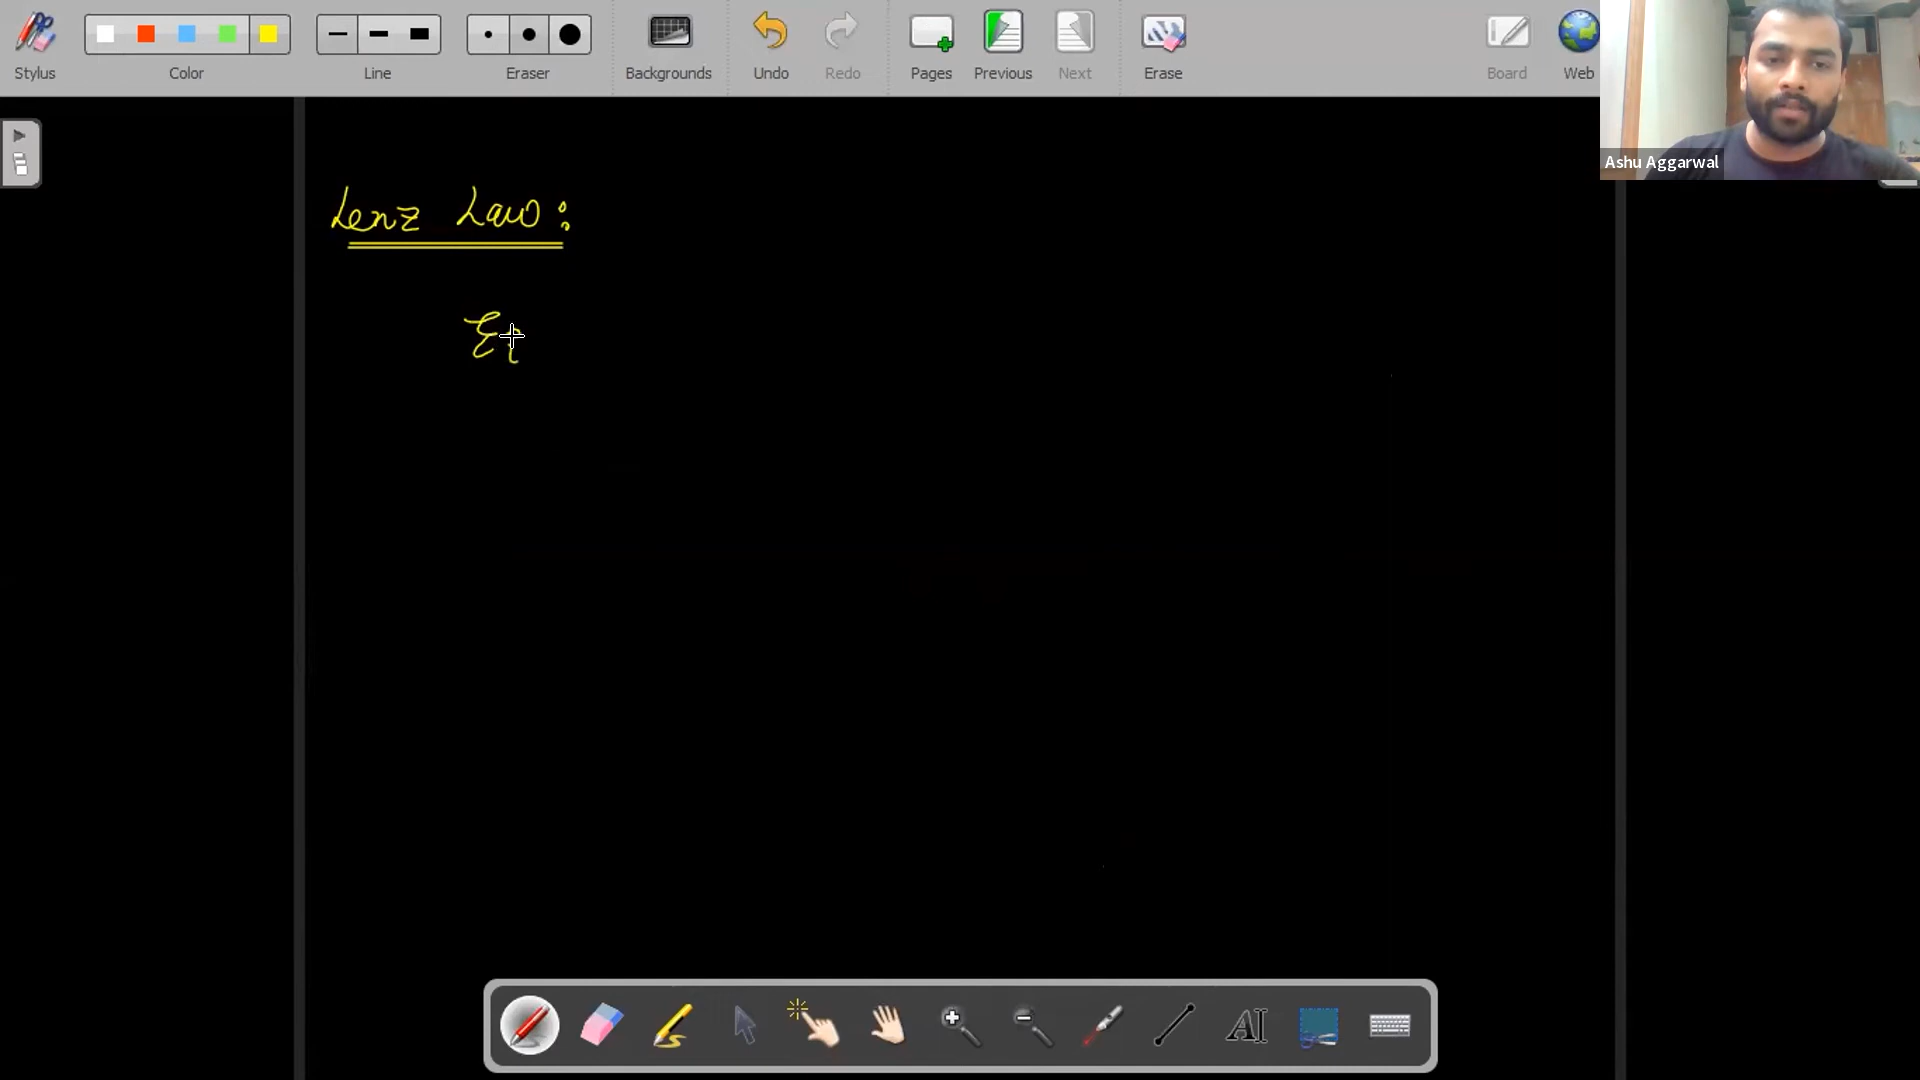 Stylus Color Line Eraser Backgrounds Undo Redo Pages Previous Next Erase Board Web
Ashu Aggarwal
Lenz Law:
AI